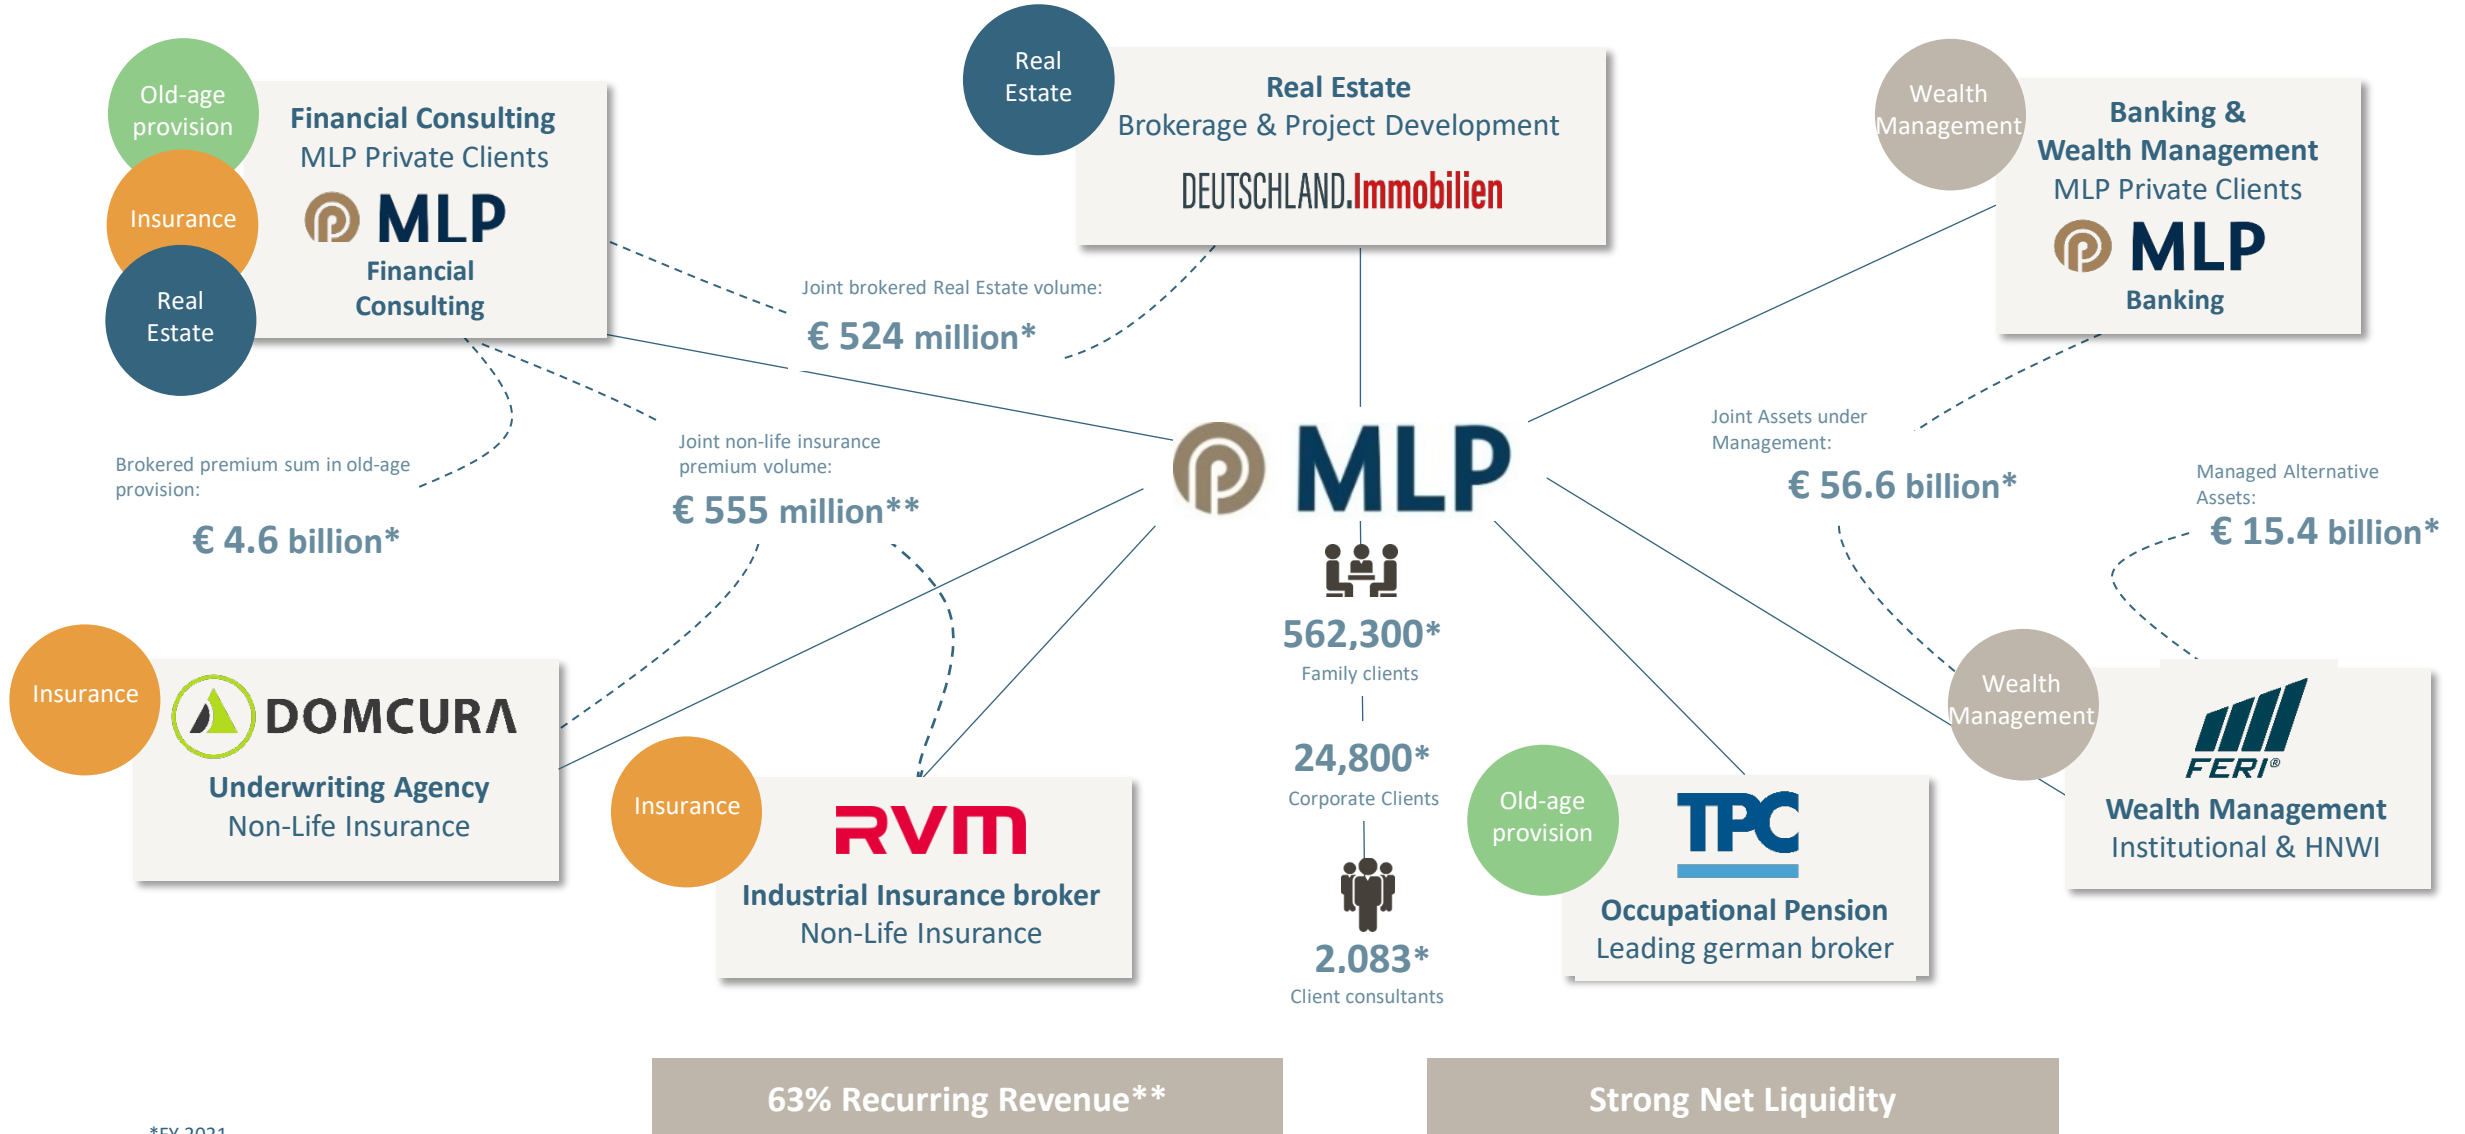 Old-age
provision
Insurance
Real
Estate
Financial Consulting
MLP Private Clients
MLP
Financial
Consulting
Real
Estate
Real Estate
Brokerage & Project Development
DEUTSCHLAND.Immobilien
Wealth
Management
Banking &
Wealth Management
MLP Private Clients
MLP
Banking
Joint brokered Real Estate volume:
€ 524 million*
Brokered premium sum in old-age
provision:
€ 4.6 billion*
Joint non-life insurance
premium volume:
€ 555 million**
MLP
Joint Assets under
Management:
€ 56.6 billion*
Managed Alternative
Assets:
€ 15.4 billion*
562,300*
Family clients
24,800*
Corporate Clients
2,083*
Client consultants
Insurance
DOMCURA
Underwriting Agency
Non-Life Insurance
Insurance
RVM
Industrial Insurance broker
Non-Life Insurance
Old-age
provision
TPC
Occupational Pension
Leading german broker
Wealth
Management
FERI®
Wealth Management
Institutional & HNWI
63% Recurring Revenue**
Strong Net Liquidity
*FY 2021